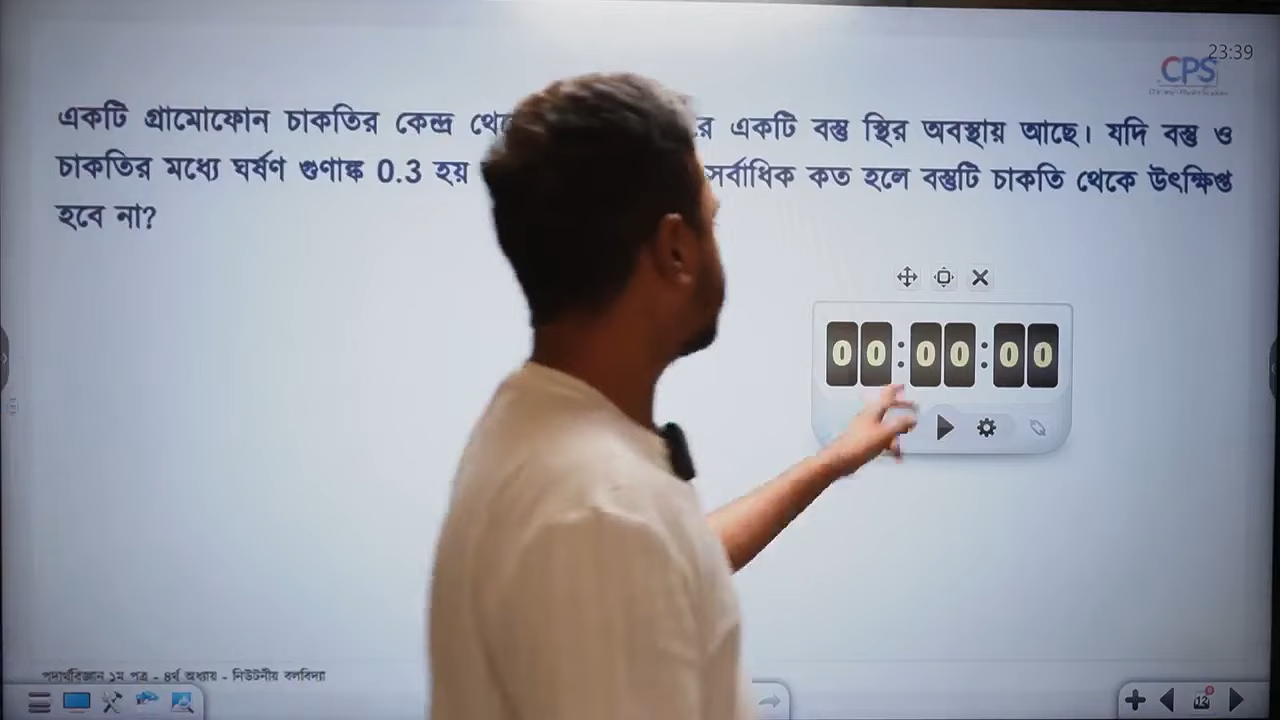 23:39
CPS
একটি গ্রামোফোন চাকতির কেন্দ্র একটি বস্তু স্থির অবস্থায় আছে। যদি বস্তু ও
চাকতির মধ্যে ঘর্ষণ গুণাঙ্ক 0.3 হয় সর্বাধিক কত হলে বস্তুটি চাকতি থেকে উৎক্ষিপ্ত
হবে না?
00:00:00
পদার্থবিজ্ঞান ১ম পত্র - ৪র্থ অধ্যায় - নিউটনীয় বলবিদ্যা